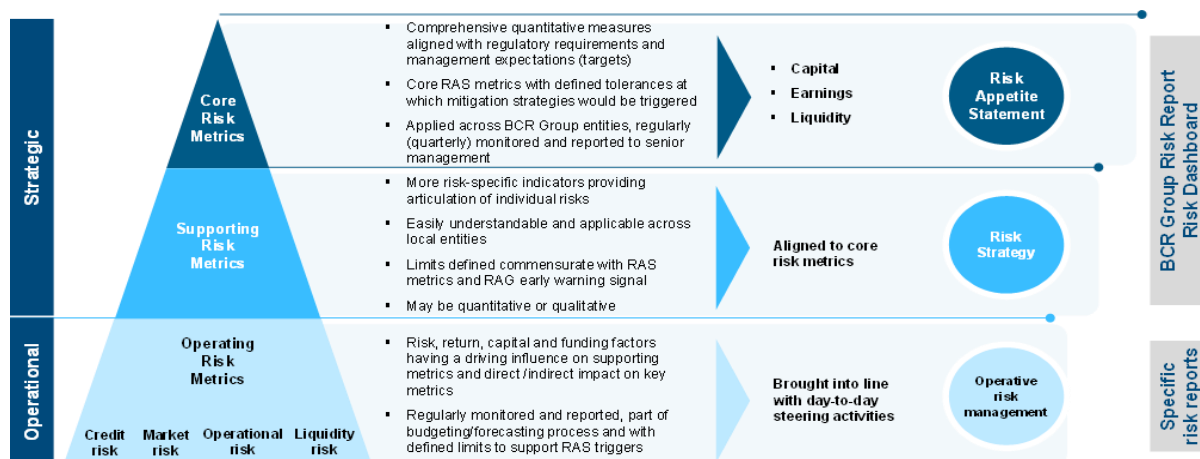 Strategic
Core
Risk
Metrics
▪ Comprehensive quantitative measures
aligned with regulatory requirements and
management expectations (targets)
▪ Core RAS metrics with defined tolerances at
which mitigation strategies would be triggered
▪ Applied across BCR Group entities, regularly
(quarterly) monitored and reported to senior
management
▪ Capital
▪ Earnings
▪ Liquidity
Risk
Appetite
Statement
Supporting
Risk
Metrics
▪ More risk-specific indicators providing
articulation of individual risks
▪ Easily understandable and applicable across
local entities
▪ Limits defined commensurate with RAS
metrics and RAG early warning signal
▪ May be quantitative or qualitative
Aligned to core
risk metrics
Risk
Strategy
BCR Group Risk Report
Risk Dashboard
Operational
Operating
Risk
Metrics
Credit
risk
Market
risk
Operational
risk
Liquidity
risk
▪ Risk, return, capital and funding factors
having a driving influence on supporting
metrics and direct /indirect impact on key
metrics
▪ Regularly monitored and reported, part of
budgeting/forecasting process and with
defined limits to support RAS triggers
Brought into line
with day-to-day
steering activities
Operative
risk
management
Specific
risk reports